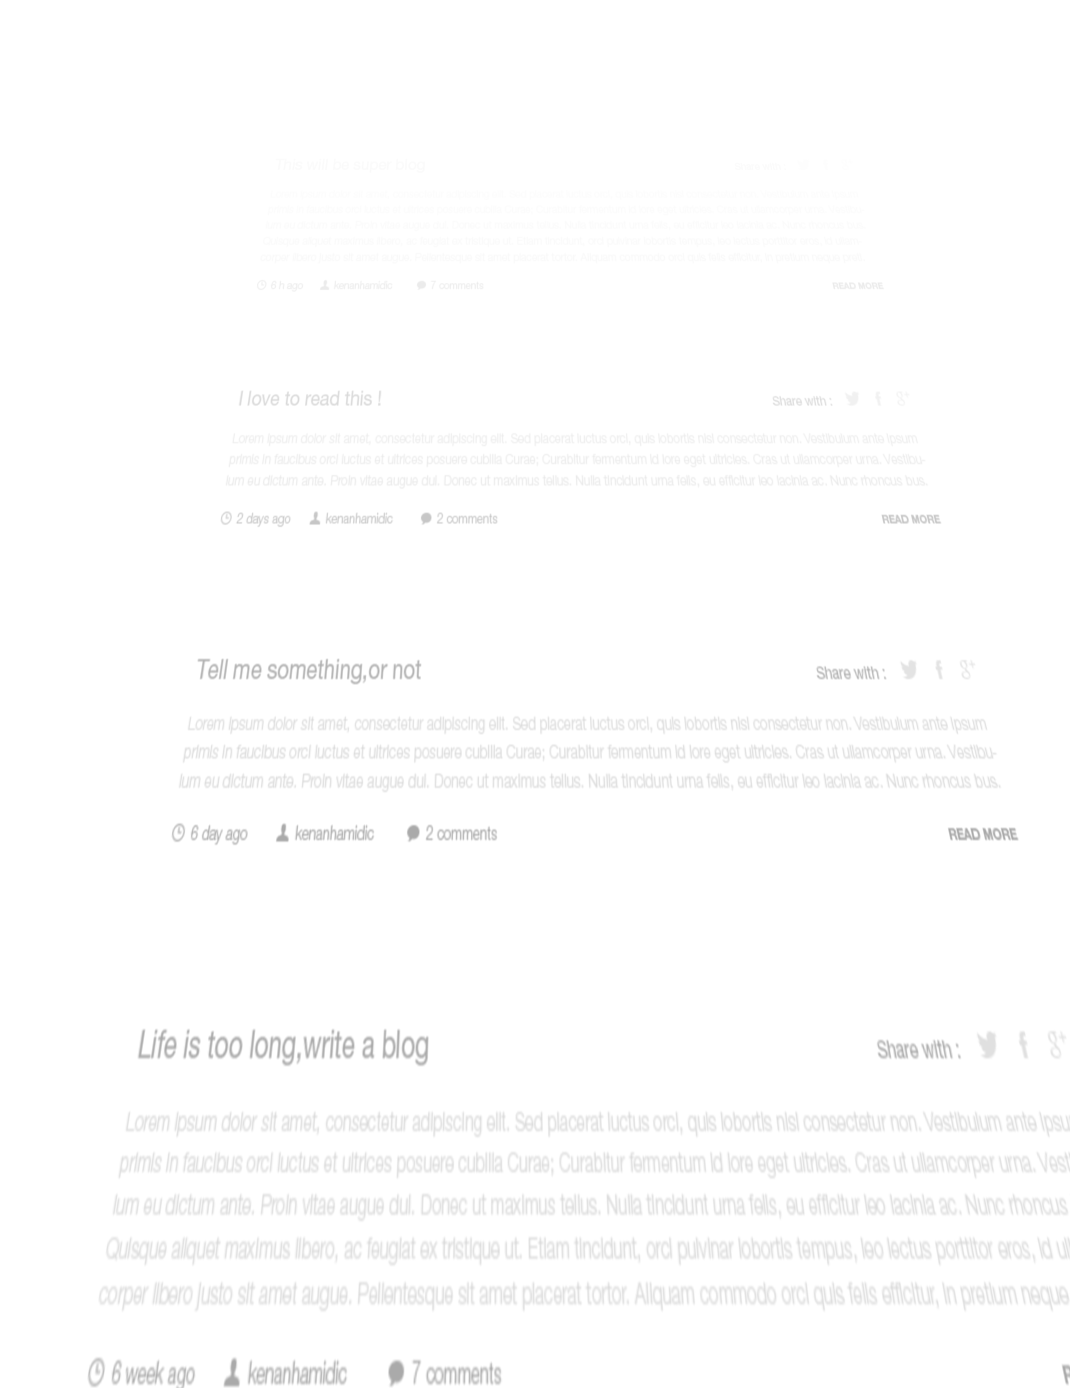 This will be super blog
6 h ago kenanhamidic 7 comments READ MORE
I love to read this ! Share with :
Lorem ipsum dolor sit amet, consectetur adipiscing elit. Sed placerat luctus orci, quis lobortis nisl consectetur non. Vestibulum ante ipsum
primis in faucibus orci luctus et ultrices posuere cubilia Curae; Curabitur fermentum id lore eget ultricies. Cras ut ullamcorper urna. Vestibu-
lum eu dictum ante. Proin vitae augue dui. Donec ut maximus tellus. Nulla tincidunt urna felis, eu efficitur leo lacinia ac. Nunc rhoncus bus.
2 days ago kenanhamidic 2 comments READ MORE
Tell me something,or not Share with :
Lorem ipsum dolor sit amet, consectetur adipiscing elit. Sed placerat luctus orci, quis lobortis nisl consectetur non. Vestibulum ante ipsum
primis in faucibus orci luctus et ultrices posuere cubilia Curae; Curabitur fermentum id lore eget ultricies. Cras ut ullamcorper urna. Vestibu-
lum eu dictum ante. Proin vitae augue dui. Donec ut maximus tellus. Nulla tincidunt urna felis, eu efficitur leo lacinia ac. Nunc rhoncus bus.
6 day ago kenanhamidic 2 comments READ MORE
Life is too long,write a blog Share with :
Lorem ipsum dolor sit amet, consectetur adipiscing elit. Sed placerat luctus orci, quis lobortis nisl consectetur non. Vestibulum ante ipsu
primis in faucibus orci luctus et ultrices posuere cubilia Curae; Curabitur fermentum id lore eget ultricies. Cras ut ullamcorper urna. Vesti
lum eu dictum ante. Proin vitae augue dui. Donec ut maximus tellus. Nulla tincidunt urna felis, eu efficitur leo lacinia ac. Nunc rhoncus
Quisque aliquet maximus libero, ac feugiat ex tristique ut. Etiam tincidunt, orci pulvinar lobortis tempus, leo lectus porttitor eros, id ul
corper libero justo sit amet augue. Pellentesque sit amet placerat tortor. Aliquam commodo orci quis felis efficitur, in pretium neque
6 week ago kenanhamidic 7 comments